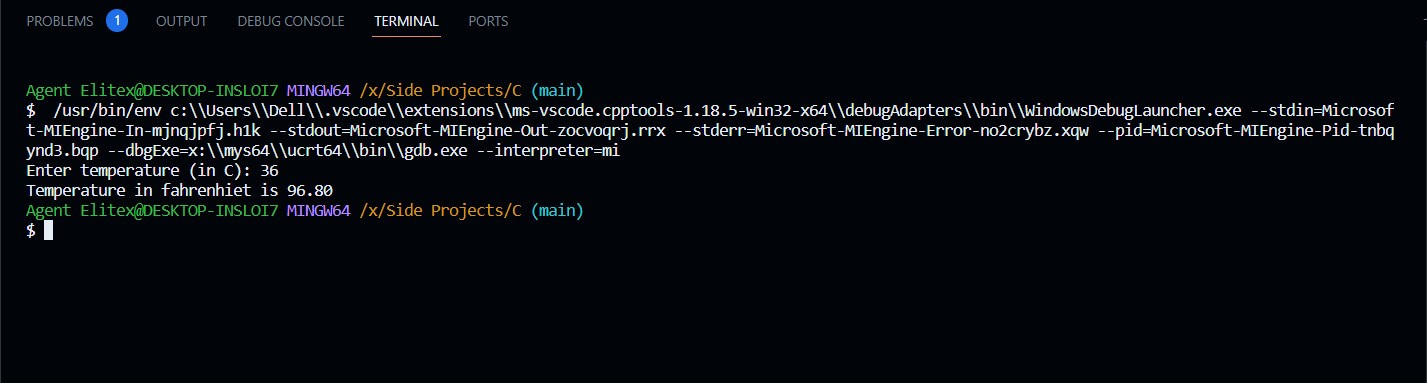 PROBLEMS 1 OUTPUT DEBUG CONSOLE TERMINAL PORTS
Agent Elitex@DESKTOP-INSLOI7 MINGW64 /x/Side Projects/C (main)
$  /usr/bin/env c:\\Users\\Dell\\.vscode\\extensions\\ms-vscode.cpptools-1.18.5-win32-x64\\debugAdapters\\bin\\WindowsDebugLauncher.exe --stdin=Microsof
t-MIEngine-In-mjnqjpfj.h1k --stdout=Microsoft-MIEngine-Out-zocvoqrj.rrx --stderr=Microsoft-MIEngine-Error-no2crybz.xqw --pid=Microsoft-MIEngine-Pid-tnbq
ynd3.bqp --dbgExe=x:\\mys64\\ucrt64\\bin\\gdb.exe --interpreter=mi
Enter temperature (in C): 36
Temperature in fahrenhiet is 96.80
Agent Elitex@DESKTOP-INSLOI7 MINGW64 /x/Side Projects/C (main)
$